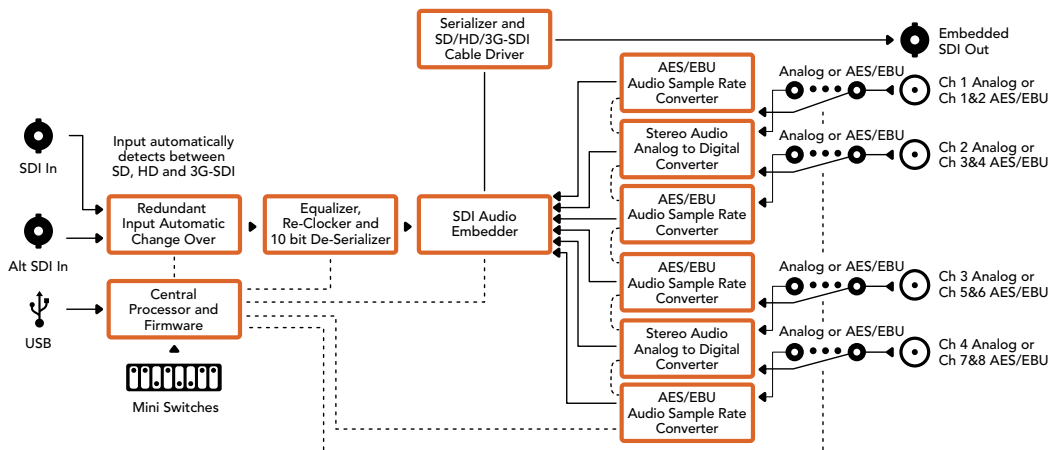 Serializer and
SD/HD/3G-SDI
Cable Driver
Embedded
SDI Out
AES/EBU
Audio Sample Rate
Converter
Analog or AES/EBU
Ch 1 Analog or
Ch 1&2 AES/EBU
SDI In
Input automatically
detects between
SD, HD and 3G-SDI
Stereo Audio
Analog to Digital
Converter
Analog or AES/EBU
Ch 2 Analog or
Ch 3&4 AES/EBU
Alt SDI In
Redundant
Input Automatic
Change Over
Equalizer,
Re-Clocker and
10 bit De-Serializer
SDI Audio
Embedder
AES/EBU
Audio Sample Rate
Converter
USB
Central
Processor and
Firmware
AES/EBU
Audio Sample Rate
Converter
Analog or AES/EBU
Ch 3 Analog or
Ch 5&6 AES/EBU
Mini Switches
Stereo Audio
Analog to Digital
Converter
Analog or AES/EBU
Ch 4 Analog or
Ch 7&8 AES/EBU
AES/EBU
Audio Sample Rate
Converter